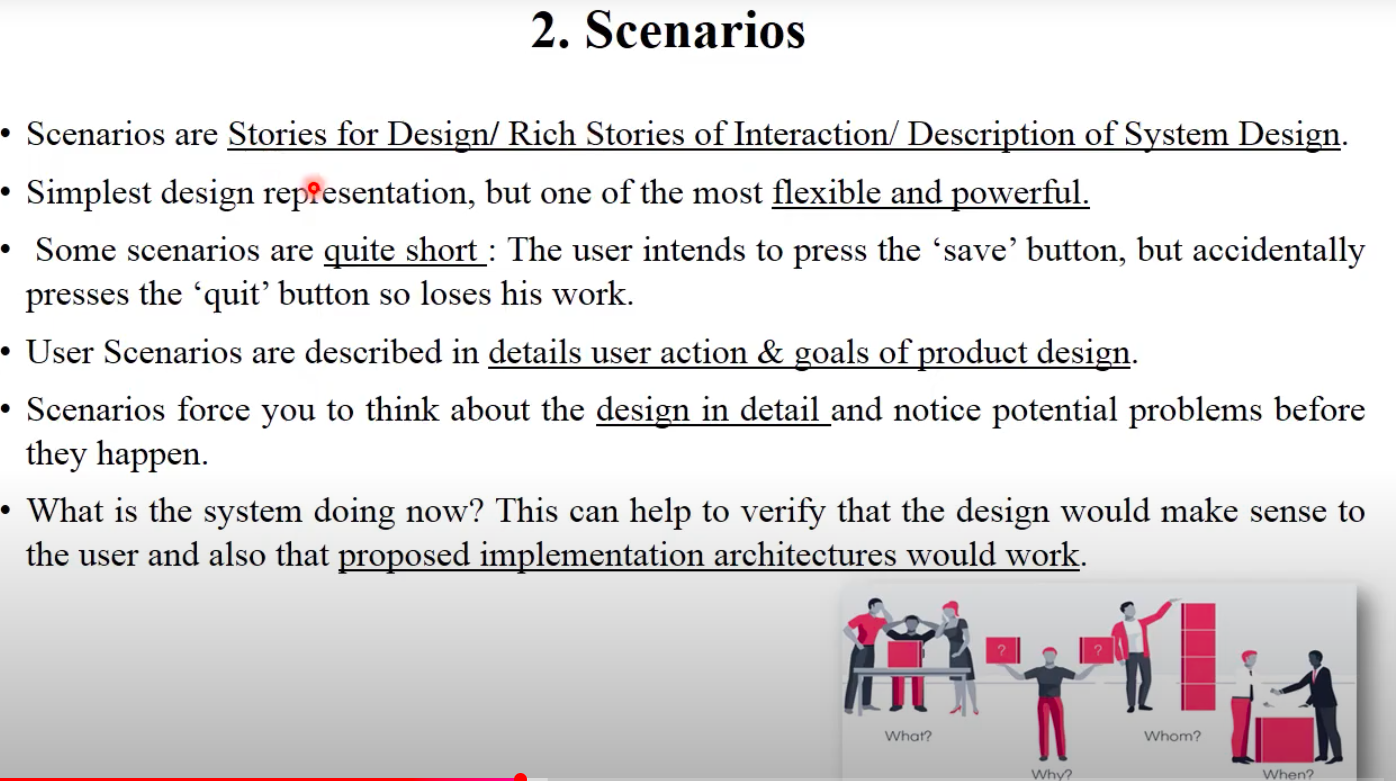 2. Scenarios
• Scenarios are Stories for Design/ Rich Stories of Interaction/ Description of System Design.
• Simplest design representation, but one of the most flexible and powerful.
• Some scenarios are quite short : The user intends to press the ‘save’ button, but accidentally
presses the ‘quit’ button so loses his work.
• User Scenarios are described in details user action & goals of product design.
• Scenarios force you to think about the design in detail and notice potential problems before
they happen.
• What is the system doing now? This can help to verify that the design would make sense to
the user and also that proposed implementation architectures would work.
? ?
What? Whom?
Why? When?